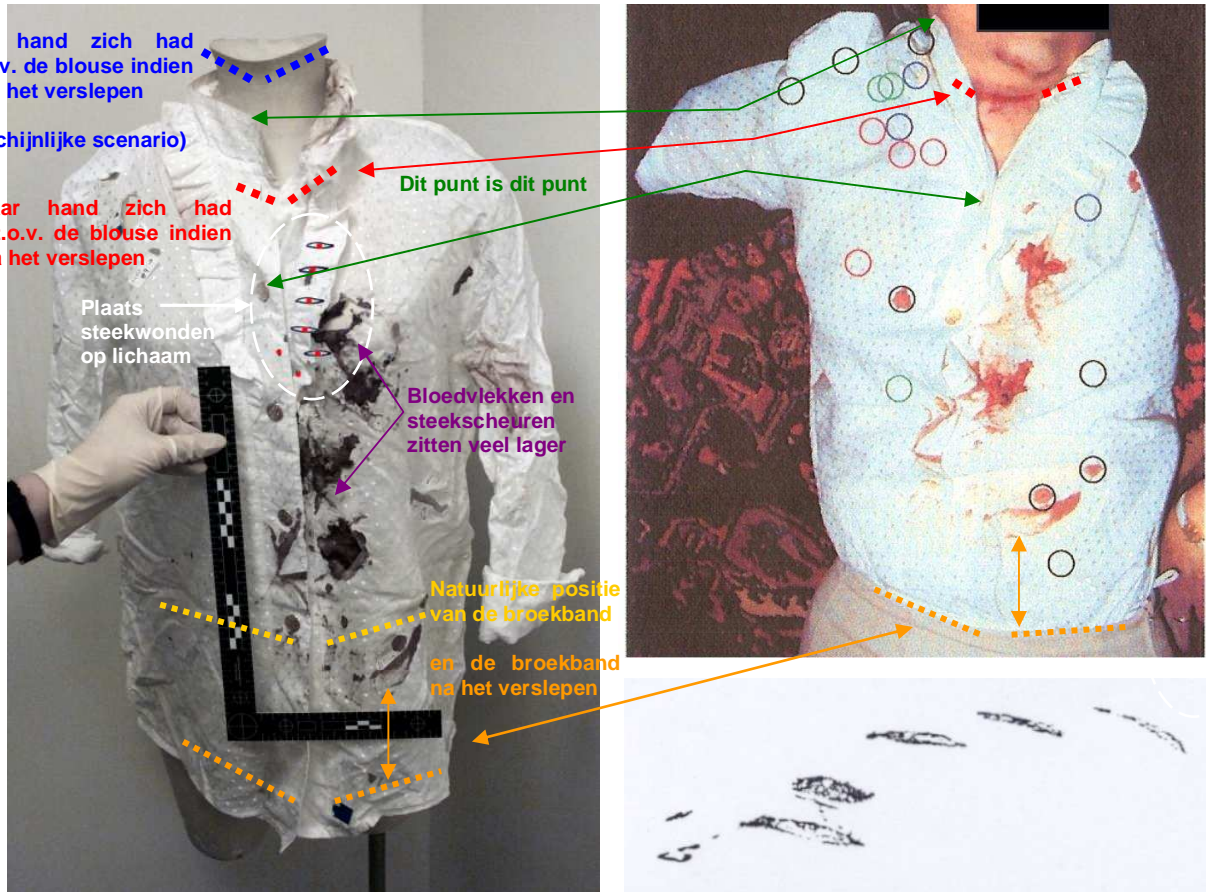 hand zich had
o.v. de blouse indien
het verslepen
chijnlijke scenario)
Dit punt is dit punt
ar hand zich had
.o.v. de blouse indien
a het verslepen
Plaats
steekwonden
op lichaam
Bloedvlekken en
steekscheuren
zitten veel lager
Natuurlijke positie
van de broekband
en de broekband
na het verslepen